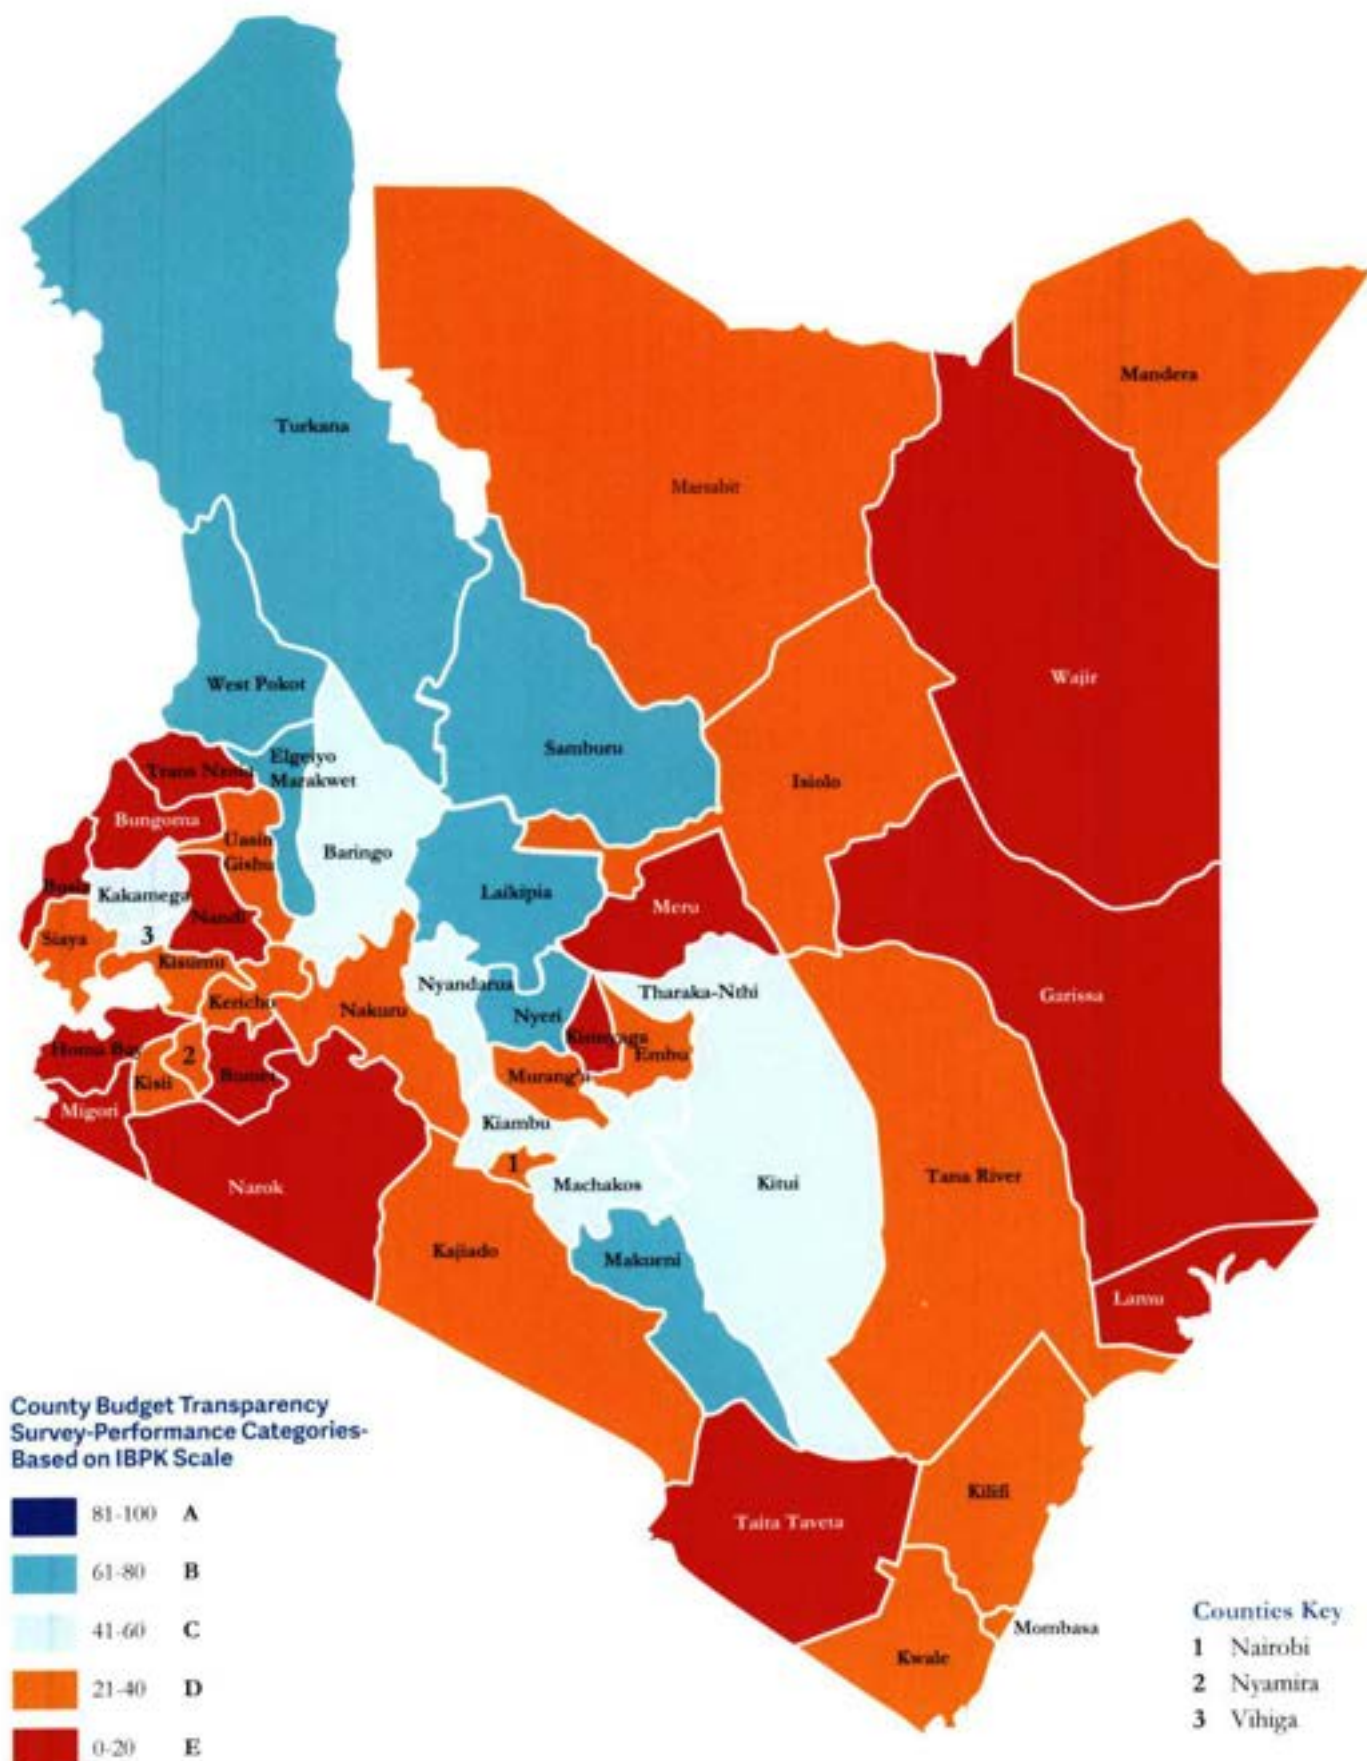 Mandera
Turkana
Marsabit
Wajir
West Pokot
Samburu
Elgeiyo
Marakwet
Trans Nzoia
Isiolo
Bungoma
Uasin
Gishu
Baringo
Busia
Kakamega
Laikipia
Meru
Nandi
3
Siaya
Kisumu
Nyandarua
Tharaka-Nthi
Garissa
Kericho
Nakuru
Nyeri
Kirinyaga
Homa Bay
2
Embu
Kisii
Bomet
Murang'a
Migori
Kiambu
1
Narok
Machakos
Kitui
Tana River
Kajiado
Makueni
Lamu
County Budget Transparency
Survey-Performance Categories-
Based on IBPK Scale
81-100 A
61-80 B
41-60 C
21-40 D
0-20 E
Kilifi
Taita Taveta
Mombasa
Kwale
Counties Key
1 Nairobi
2 Nyamira
3 Vihiga